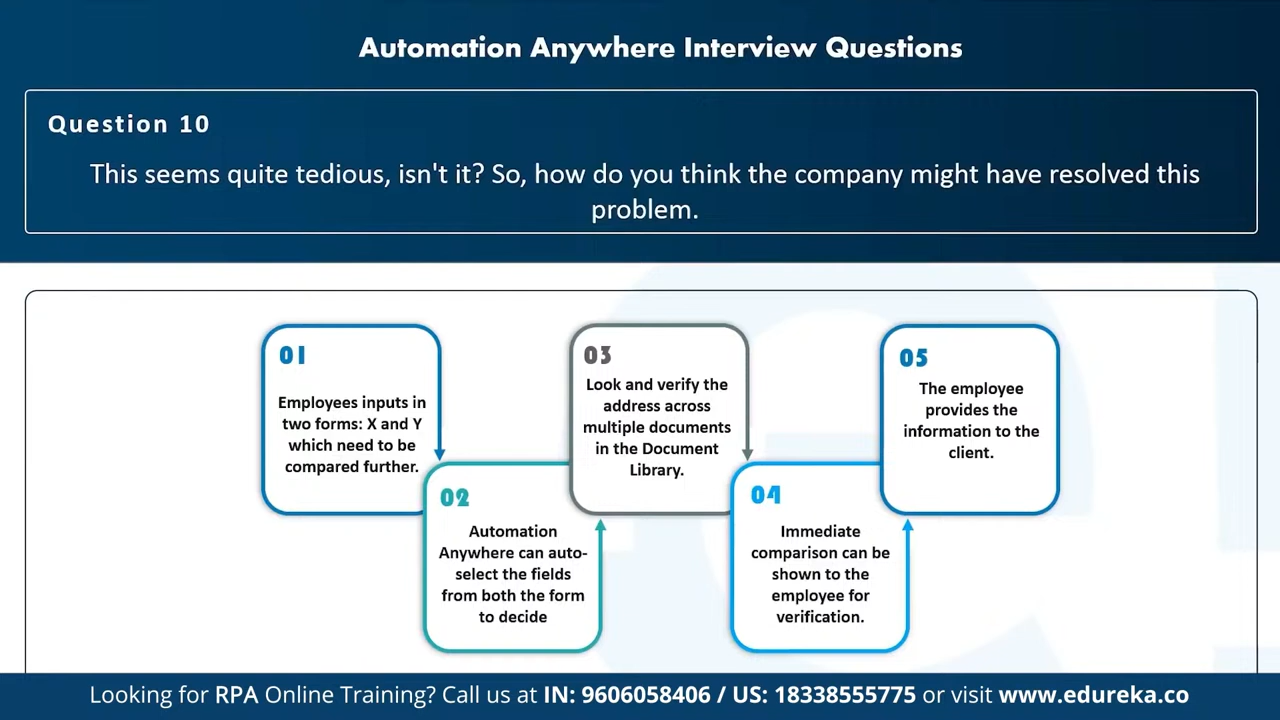 Automation Anywhere Interview Questions
Question 10
This seems quite tedious, isn't it? So, how do you think the company might have resolved this
problem.
01
Employees inputs in
two forms: X and Y
which need to be
compared further.
02
Automation
Anywhere can auto-
select the fields
from both the form
to decide
03
Look and verify the
address across
multiple documents
in the Document
Library.
04
Immediate
comparison can be
shown to the
employee for
verification.
05
The employee
provides the
information to the
client.
Looking for RPA Online Training? Call us at IN: 9606058406 / US: 18338555775 or visit www.edureka.co